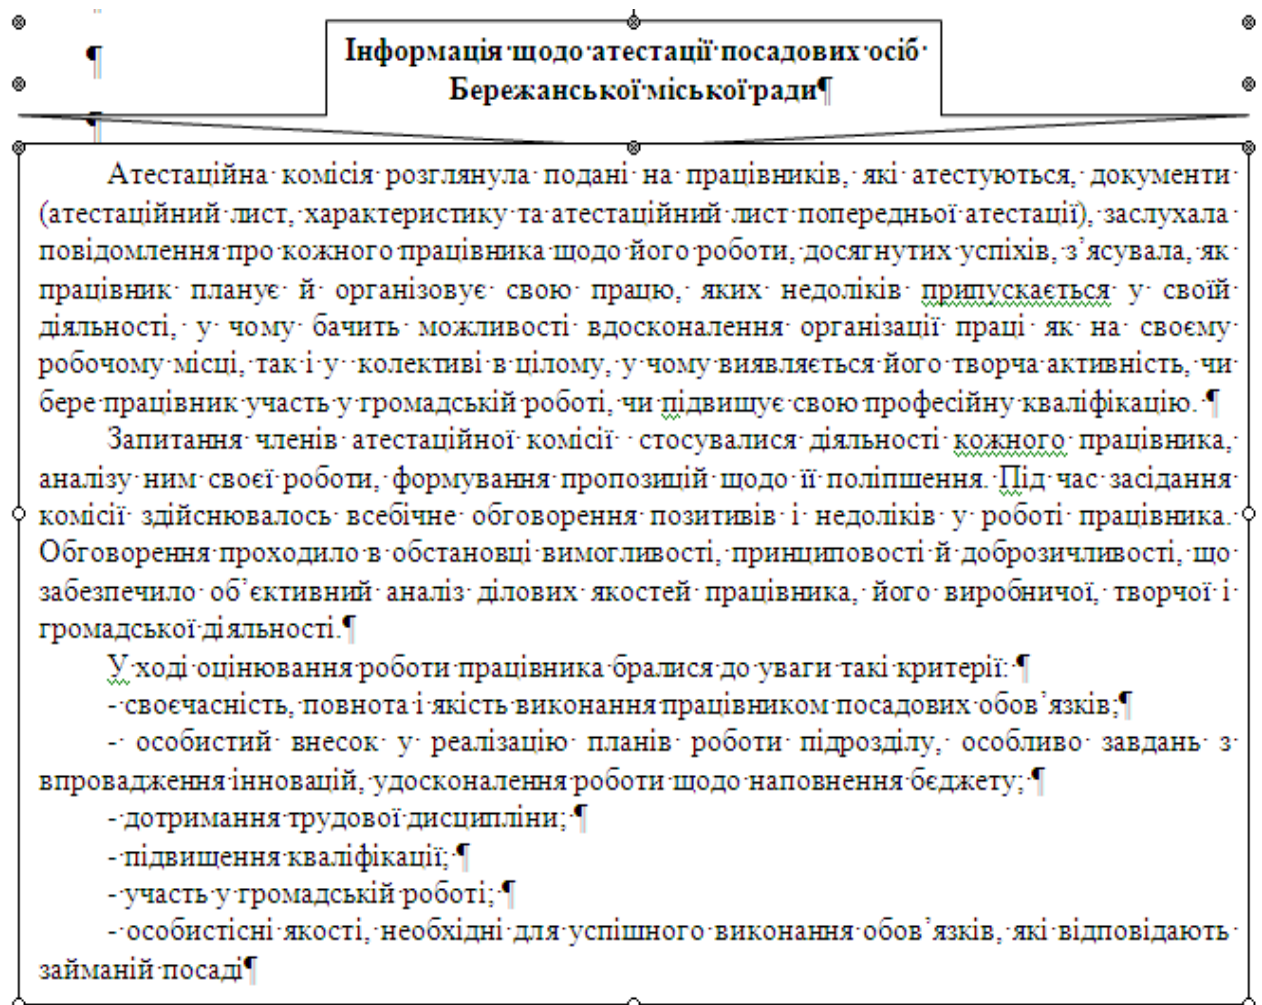 Інформація щодо атестації посадових осіб
Бережанської міської ради
Атестаційна комісія розглянула подані на працівників, які атестуються, документи
(атестаційний лист, характеристику та атестаційний лист попередньої атестації), заслухала
повідомлення про кожного працівника щодо його роботи, досягнутих успіхів, з’ясувала, як
працівник планує й організовує свою працю, яких недоліків припускається у своїй
діяльності, у чому бачить можливості вдосконалення організації праці як на своєму
робочому місці, так і у колективі в цілому, у чому виявляється його творча активність, чи
бере працівник участь у громадській роботі, чи підвищує свою професійну кваліфікацію.
Запитання членів атестаційної комісії стосувалися діяльності кожного працівника,
аналізу ним своєї роботи, формування пропозицій щодо її поліпшення. Під час засідання
комісії здійснювалось всебічне обговорення позитивів і недоліків у роботі працівника.
Обговорення проходило в обстановці вимогливості, принциповості й доброзичливості, що
забезпечило об’єктивний аналіз ділових якостей працівника, його виробничої, творчої і
громадської діяльності.
У ході оцінювання роботи працівника бралися до уваги такі критерії:
- своєчасність, повнота і якість виконання працівником посадових обов’язків;
- особистий внесок у реалізацію планів роботи підрозділу, особливо завдань з
впровадження інновацій, удосконалення роботи щодо наповнення бєджету;
- дотримання трудової дисципліни;
- підвищення кваліфікації;
- участь у громадській роботі;
- особистісні якості, необхідні для успішного виконання обов’язків, які відповідають
займаній посаді